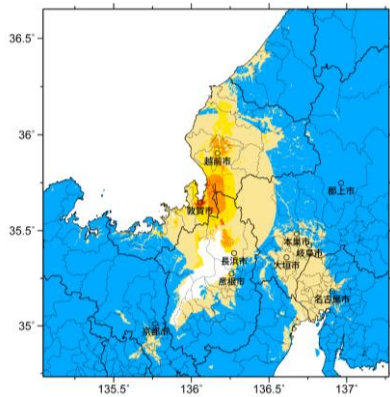 36.5°
36°
越前市
郡上市
敦賀市
35.5°
本巣市
岐阜市
長浜市
大垣市
彦根市
名古屋市
35°
京都市
135.5°
136°
136.5°
137°